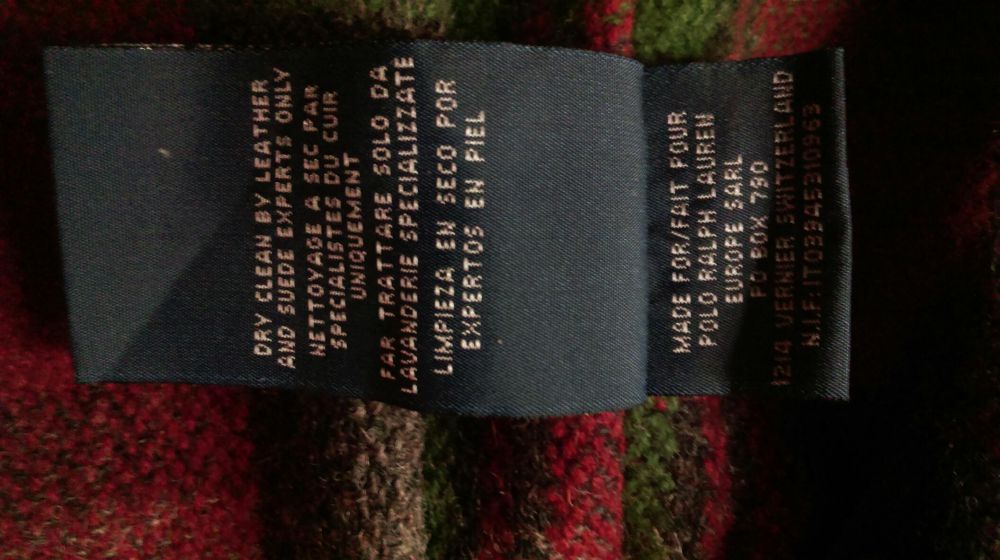 DRY CLEAN BY LEATHER
AND SUEDE EXPERTS ONLY
NETTOYAGE A SEC PAR
SPECIALISTES DU CUIR
UNIQUEMENT
FAR TRATTARE SOLO DA
LAVANDERIE SPECIALIZZATE
LIMPIEZA EN SECO POR
EXPERTOS EN PIEL
MADE FOR/FAIT POUR
POLO RALPH LAUREN
EUROPE SARL
PO BOX 790
1214 VERNIER SWITZERLAND
N.I.F:IT039A5310963